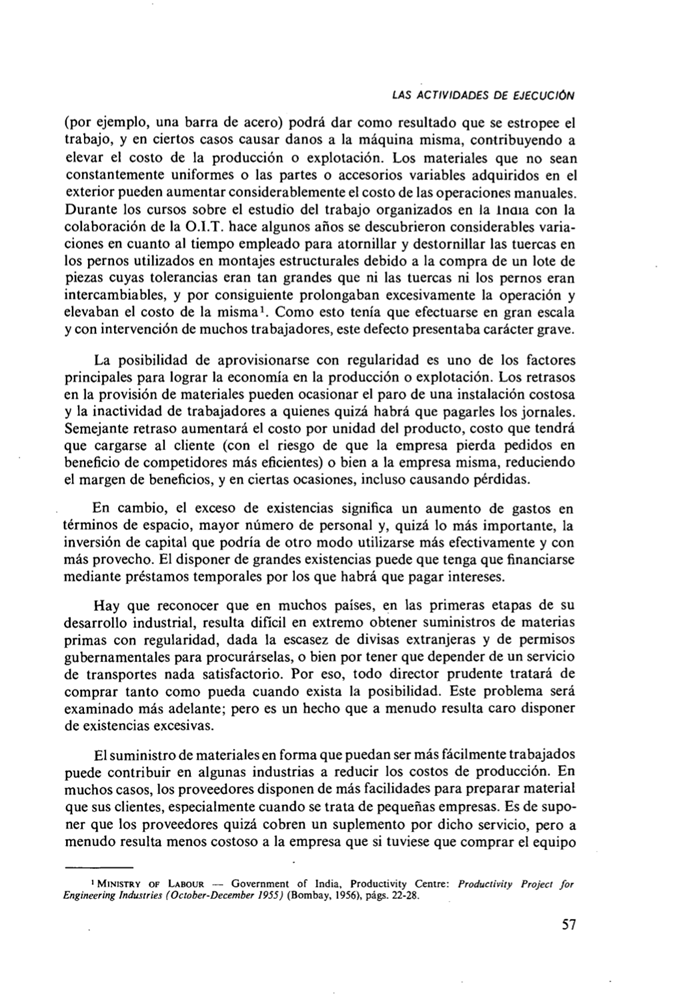 LAS ACTIVIDADES DE EJECUCIÓN
(por ejemplo, una barra de acero) podrá dar como resultado que se estropee el
trabajo, y en ciertos casos causar danos a la máquina misma, contribuyendo a
elevar el costo de la producción o explotación. Los materiales que no sean
constantemente uniformes o las partes o accesorios variables adquiridos en el
exterior pueden aumentar considerablemente el costo de las operaciones manuales.
Durante los cursos sobre el estudio del trabajo organizados en la India con la
colaboración de la O.I.T. hace algunos años se descubrieron considerables varia-
ciones en cuanto al tiempo empleado para atornillar y destornillar las tuercas en
los pernos utilizados en montajes estructurales debido a la compra de un lote de
piezas cuyas tolerancias eran tan grandes que ni las tuercas ni los pernos eran
intercambiables, y por consiguiente prolongaban excesivamente la operación y
elevaban el costo de la misma¹. Como esto tenía que efectuarse en gran escala
y con intervención de muchos trabajadores, este defecto presentaba carácter grave.
La posibilidad de aprovisionarse con regularidad es uno de los factores
principales para lograr la economía en la producción o explotación. Los retrasos
en la provisión de materiales pueden ocasionar el paro de una instalación costosa
y la inactividad de trabajadores a quienes quizá habrá que pagarles los jornales.
Semejante retraso aumentará el costo por unidad del producto, costo que tendrá
que cargarse al cliente (con el riesgo de que la empresa pierda pedidos en
beneficio de competidores más eficientes) o bien a la empresa misma, reduciendo
el margen de beneficios, y en ciertas ocasiones, incluso causando pérdidas.
En cambio, el exceso de existencias significa un aumento de gastos en
términos de espacio, mayor número de personal y, quizá lo más importante, la
inversión de capital que podría de otro modo utilizarse más efectivamente y con
más provecho. El disponer de grandes existencias puede que tenga que financiarse
mediante préstamos temporales por los que habrá que pagar intereses.
Hay que reconocer que en muchos países, en las primeras etapas de su
desarrollo industrial, resulta difícil en extremo obtener suministros de materias
primas con regularidad, dada la escasez de divisas extranjeras y de permisos
gubernamentales para procurárselas, o bien por tener que depender de un servicio
de transportes nada satisfactorio. Por eso, todo director prudente tratará de
comprar tanto como pueda cuando exista la posibilidad. Este problema será
examinado más adelante; pero es un hecho que a menudo resulta caro disponer
de existencias excesivas.
El suministro de materiales en forma que puedan ser más fácilmente trabajados
puede contribuir en algunas industrias a reducir los costos de producción. En
muchos casos, los proveedores disponen de más facilidades para preparar material
que sus clientes, especialmente cuando se trata de pequeñas empresas. Es de supo-
ner que los proveedores quizá cobren un suplemento por dicho servicio, pero a
menudo resulta menos costoso a la empresa que si tuviese que comprar el equipo
¹ MINISTRY OF LABOUR — Government of India, Productivity Centre: Productivity Project for
Engineering Industries (October-December 1955) (Bombay, 1956), págs. 22-28.
57